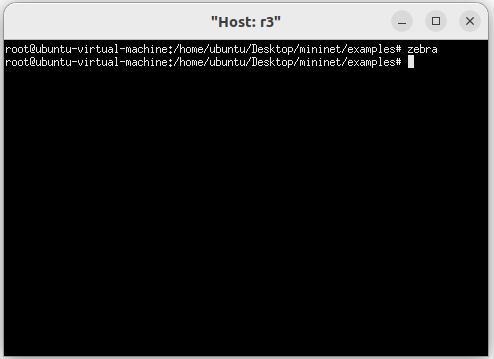 "Host: r3"
root@ubuntu-virtual-machine:/home/ubuntu/Desktop/mininet/examples# zebra
root@ubuntu-virtual-machine:/home/ubuntu/Desktop/mininet/examples#